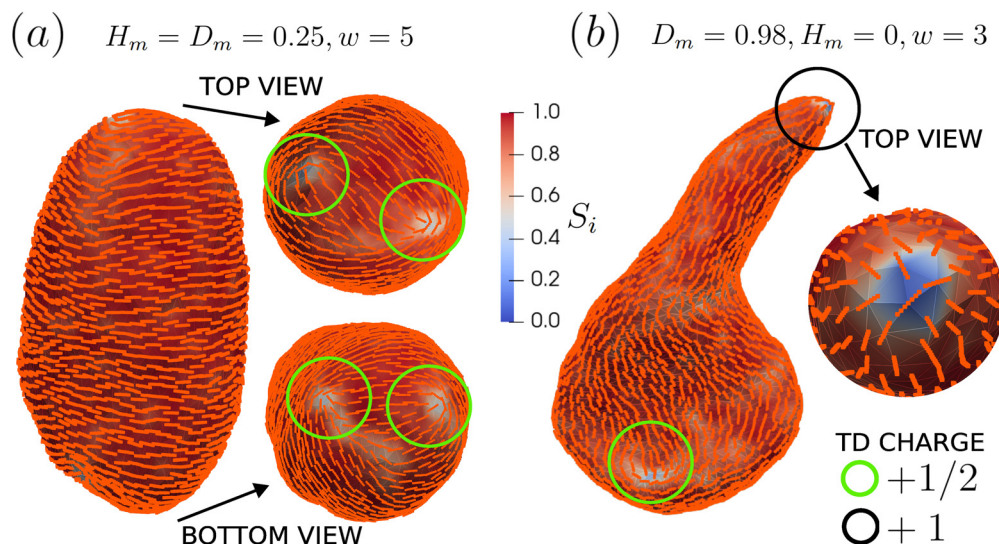 (a) H_m = D_m = 0.25, w = 5
TOP VIEW
BOTTOM VIEW
1.0
0.8
0.6
0.4
0.2
0.0
S_i
(b) D_m = 0.98, H_m = 0, w = 3
TOP VIEW
TD CHARGE
+1/2
+ 1